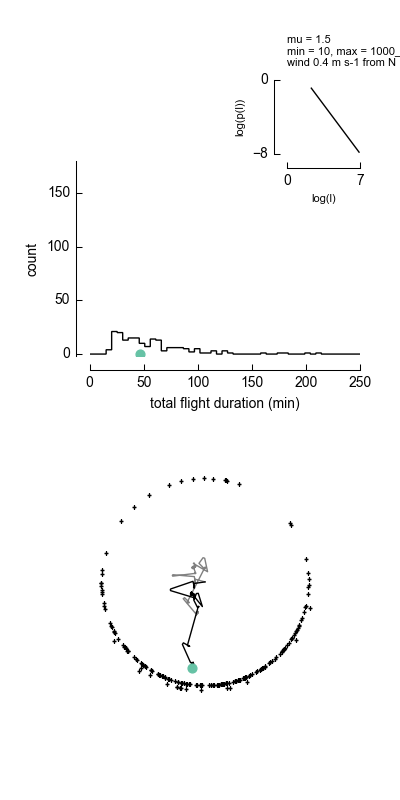 mu = 1.5
min = 10, max = 1000_
wind 0.4 m s-1 from N
0
log(p(l))
−8
0
7
log(l)
150
count
100
50
0
0
50
100
150
200
250
total flight duration (min)